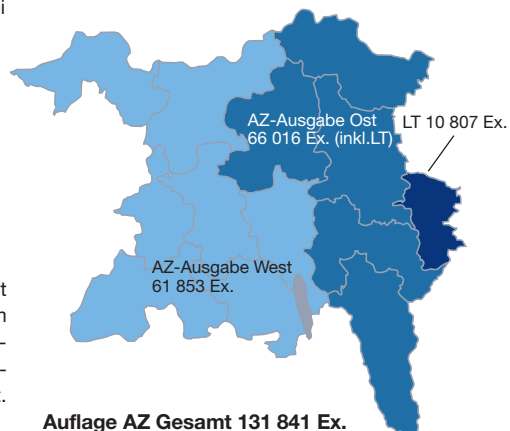 i
AZ-Ausgabe Ost
66 016 Ex. (inkl.LT)
LT 10 807 Ex.
AZ-Ausgabe West
61 853 Ex.
t
n
–
–
t.
Auflage AZ Gesamt 131 841 Ex.